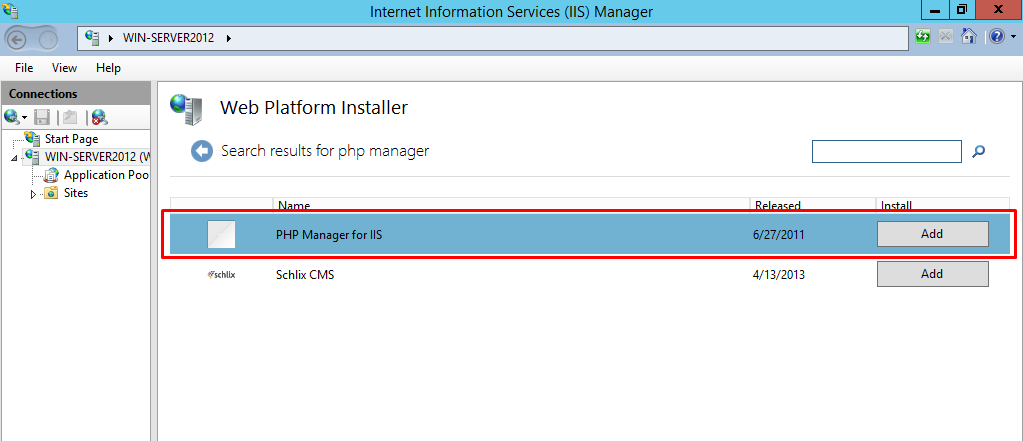 Internet Information Services (IIS) Manager
WIN-SERVER2012
File View Help
Connections
Start Page
WIN-SERVER2012 (W
Application Poo
Sites
Web Platform Installer
Search results for php manager
Name Released Install
PHP Manager for IIS 6/27/2011 Add
schlix Schlix CMS 4/13/2013 Add